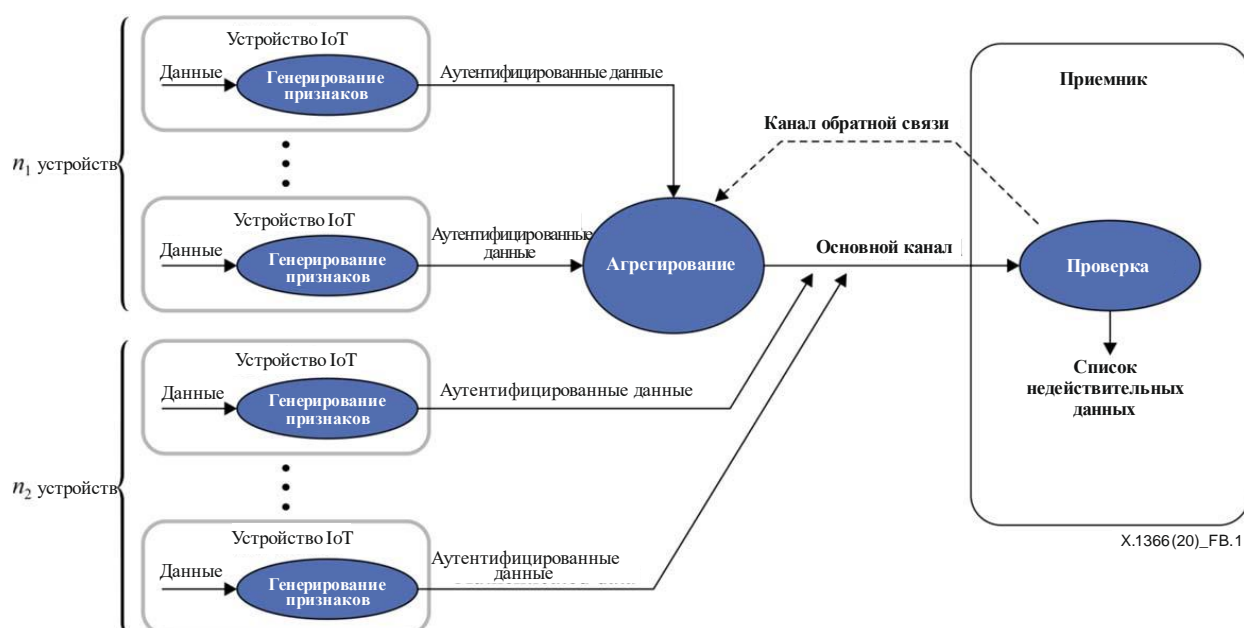 Устройство IoT
Данные
Генерирование
признаков
Аутентифицированные данные
n1 устройств
Устройство IoT
Данные
Генерирование
признаков
Аутентифицированные
данные
Агрегирование
Канал обратной связи
Основной канал
Приемник
Проверка
Список
недействительных
данных
Устройство IoT
Данные
Генерирование
признаков
Аутентифицированные данные
n2 устройств
Устройство IoT
Данные
Генерирование
признаков
Аутентифицированные
данные
X.1366(20)_FB.1